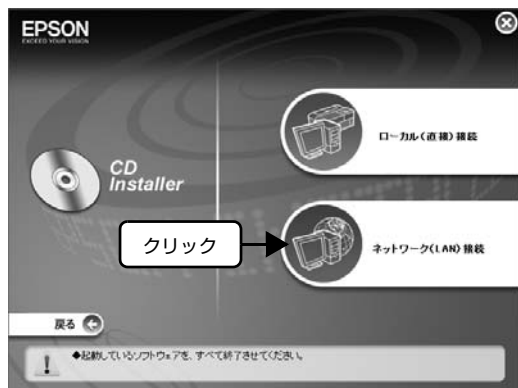 EPSON
EXCEED YOUR VISION
ローカル(直接)接続
CD
Installer
クリック
ネットワーク(LAN)接続
戻る
◆起動しているソフトウェアを、すべて終了させてください。